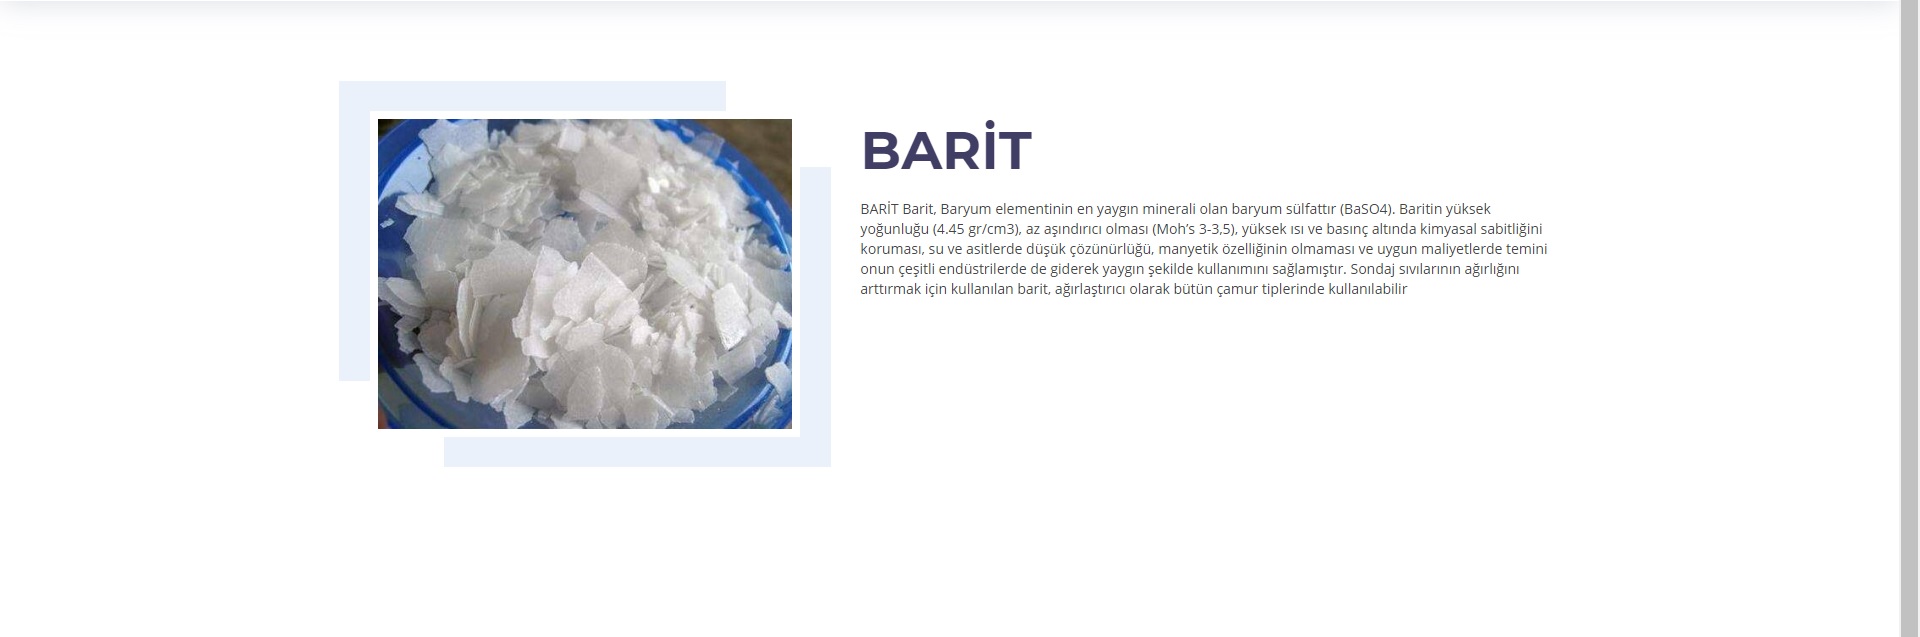 BARİT
BARİT Barit, Baryum elementinin en yaygın minerali olan baryum sülfattır (BaSO4). Baritin yüksek
yoğunluğu (4.45 gr/cm3), az aşındırıcı olması (Moh’s 3-3,5), yüksek ısı ve basınç altında kimyasal sabitliğini
koruması, su ve asitlerde düşük çözünürlüğü, manyetik özelliğinin olmaması ve uygun maliyetlerde temini
onun çeşitli endüstrilerde de giderek yaygın şekilde kullanımını sağlamıştır. Sondaj sıvılarının ağırlığını
arttırmak için kullanılan barit, ağırlaştırıcı olarak bütün çamur tiplerinde kullanılabilir